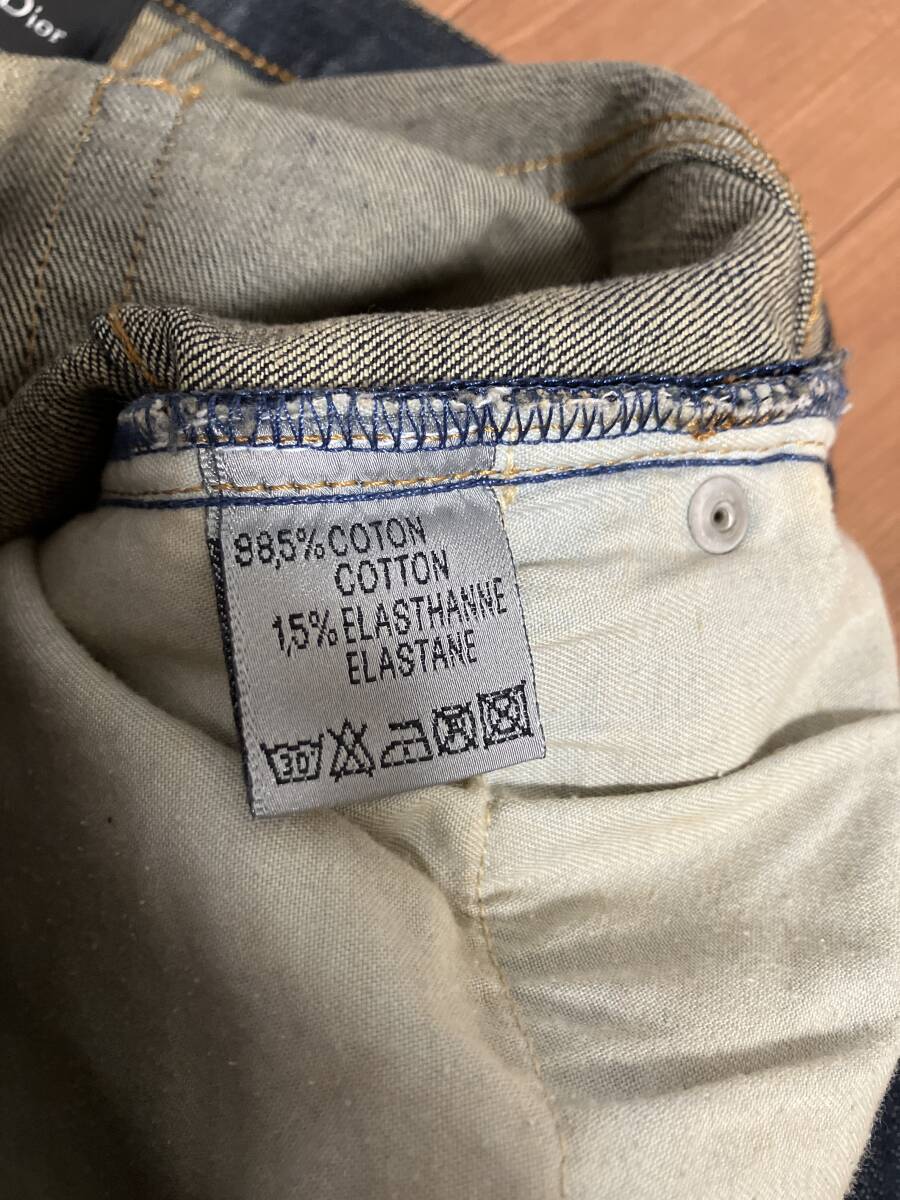 Dior
98,5% COTON
COTTON
1,5% ELASTHANNE
ELASTANE
30